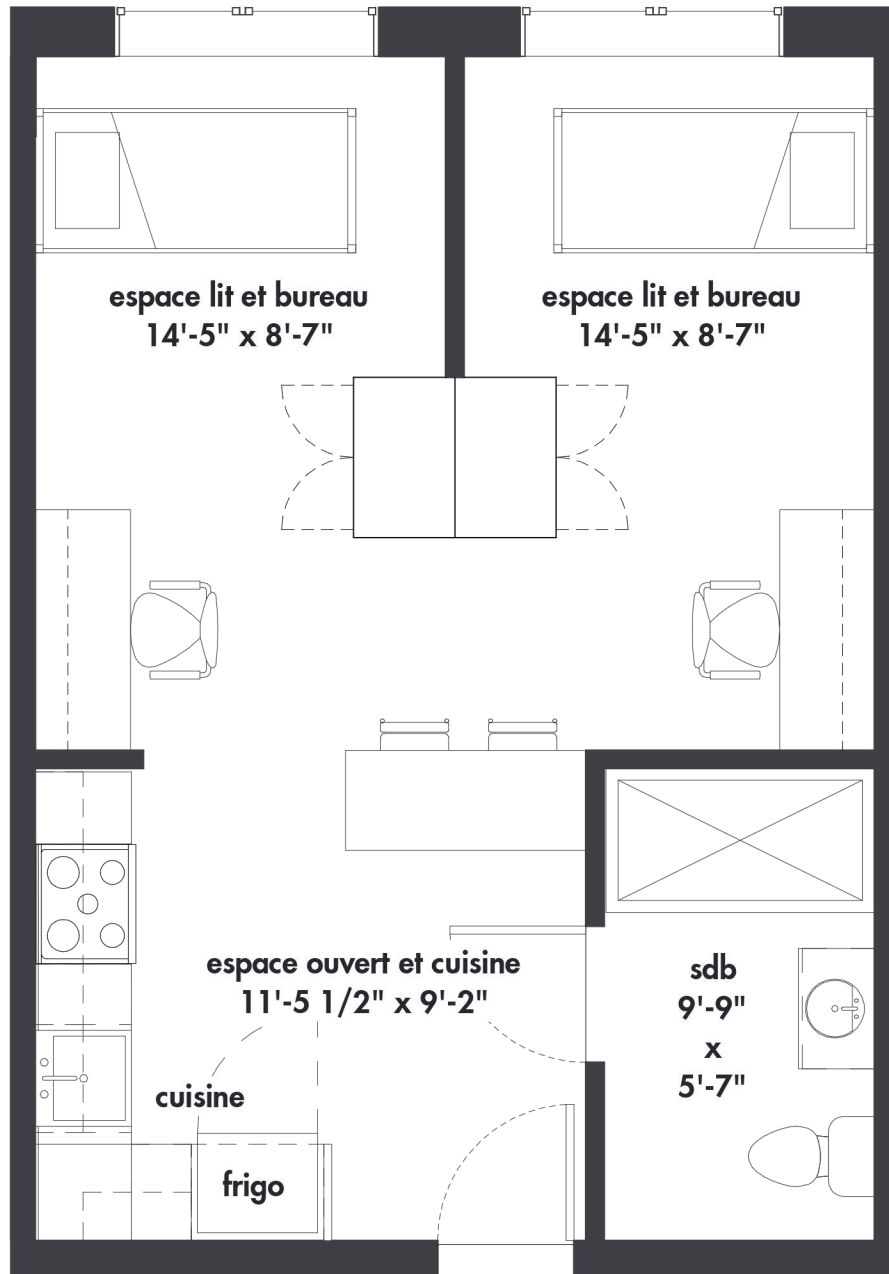 espace lit et bureau
14'-5" x 8'-7"
espace lit et bureau
14'-5" x 8'-7"
espace ouvert et cuisine
11'-5 1/2" x 9'-2"
sdb
9'-9"
x
5'-7"
cuisine
frigo